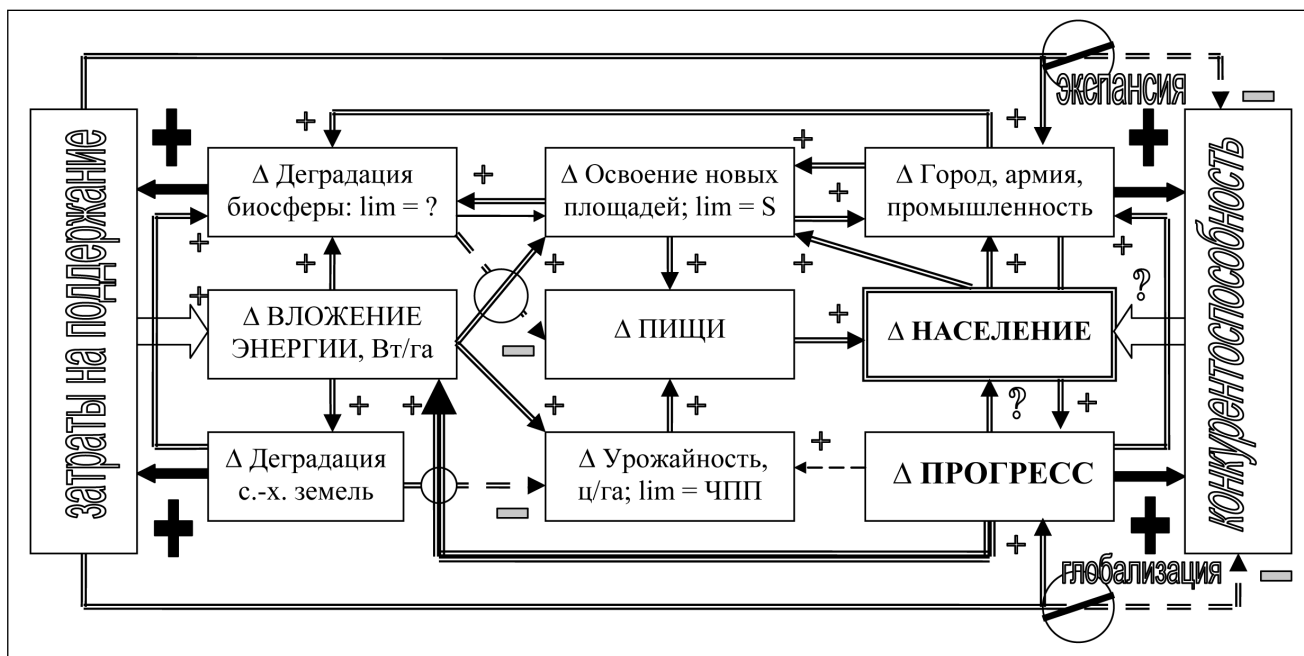 экспансия
затраты на поддержание
Δ Деградация
биосферы: lim = ?
Δ Освоение новых
площадей; lim = S
Δ Город, армия,
промышленность
конкурентоспособность
?
Δ ВЛОЖЕНИЕ
ЭНЕРГИИ, Вт/га
Δ ПИЩИ
Δ НАСЕЛЕНИЕ
?
Δ Деградация
с.-х. земель
Δ Урожайность,
ц/га; lim = ЧПП
Δ ПРОГРЕСС
глобализация